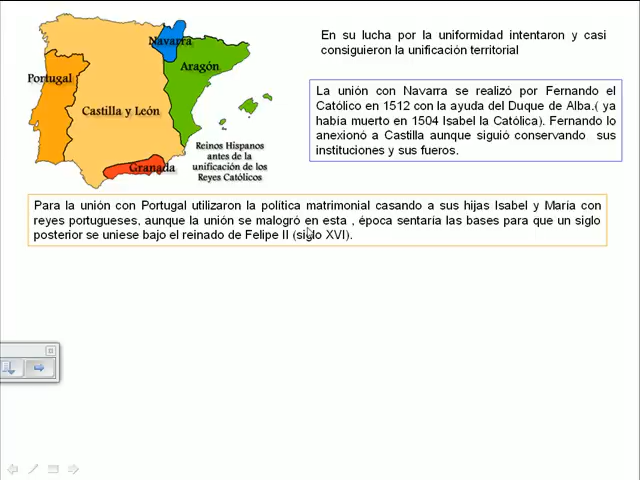 Navarra
Aragón
Portugal
Castilla y León
Granada
Reinos Hispanos
antes de la
unificación de los
Reyes Católicos
En su lucha por la uniformidad intentaron y casi
consiguieron la unificación territorial
La unión con Navarra se realizó por Fernando el
Católico en 1512 con la ayuda del Duque de Alba.( ya
había muerto en 1504 Isabel la Católica). Fernando lo
anexionó a Castilla aunque siguió conservando sus
instituciones y sus fueros.
Para la unión con Portugal utilizaron la política matrimonial casando a sus hijas Isabel y María con
reyes portugueses, aunque la unión se malogró en esta , época sentaría las bases para que un siglo
posterior se uniese bajo el reinado de Felipe II (siglo XVI).